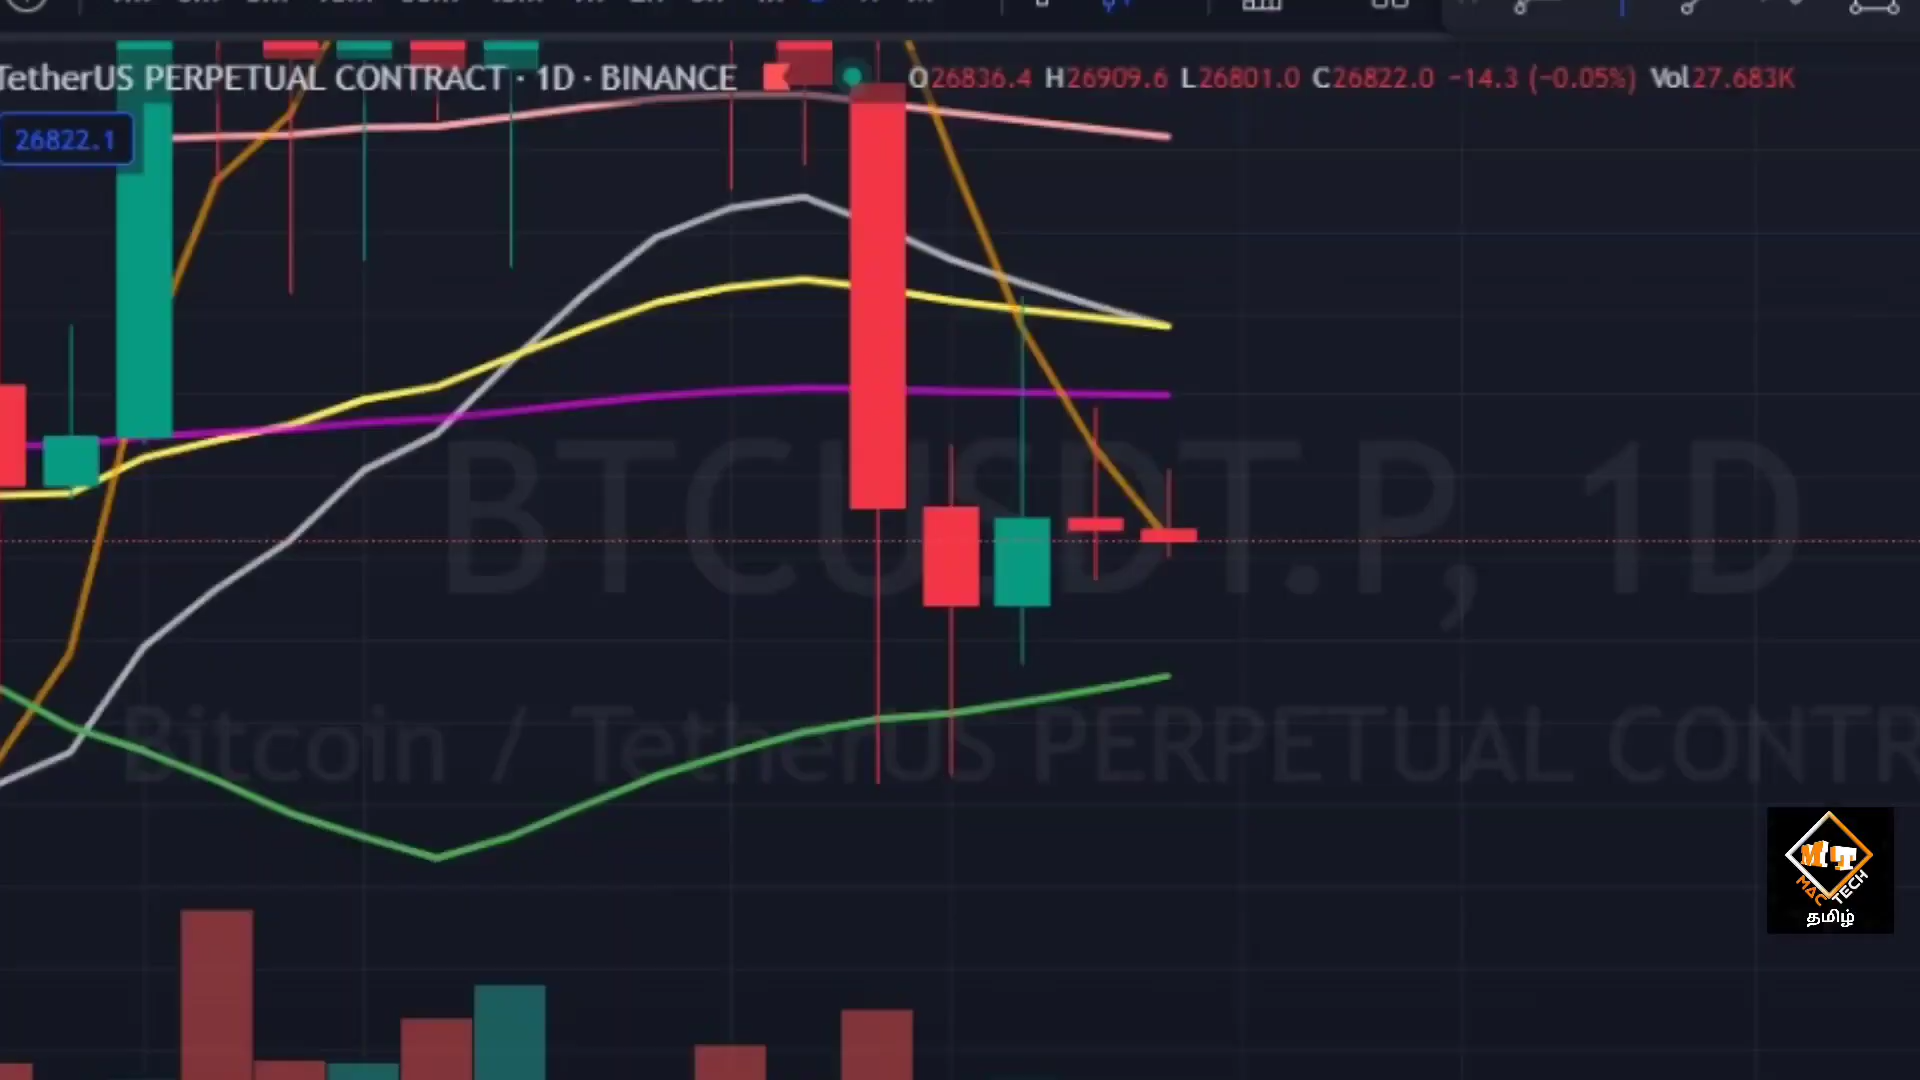 TetherUS PERPETUAL CONTRACT · 1D · BINANCE O26836.4 H26909.6 L26801.0 C26822.0 −14.3 (−0.05%) Vol27.683K
26822.1
BTCUSDT.P, 1D
Bitcoin / TetherUS PERPETUAL CONTR
MT
MAC TECH
தமிழ்